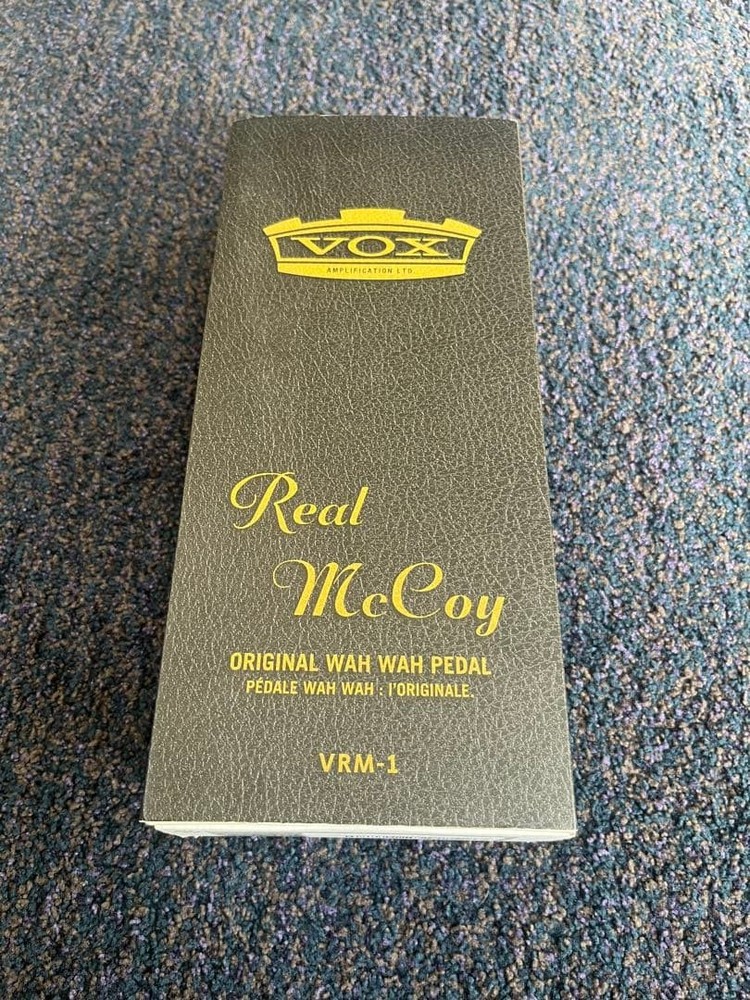 VOX
AMPLIFICATION LTD
Real
McCoy
ORIGINAL WAH WAH PEDAL
PÉDALE WAH WAH : l'ORIGINALE.
VRM-1